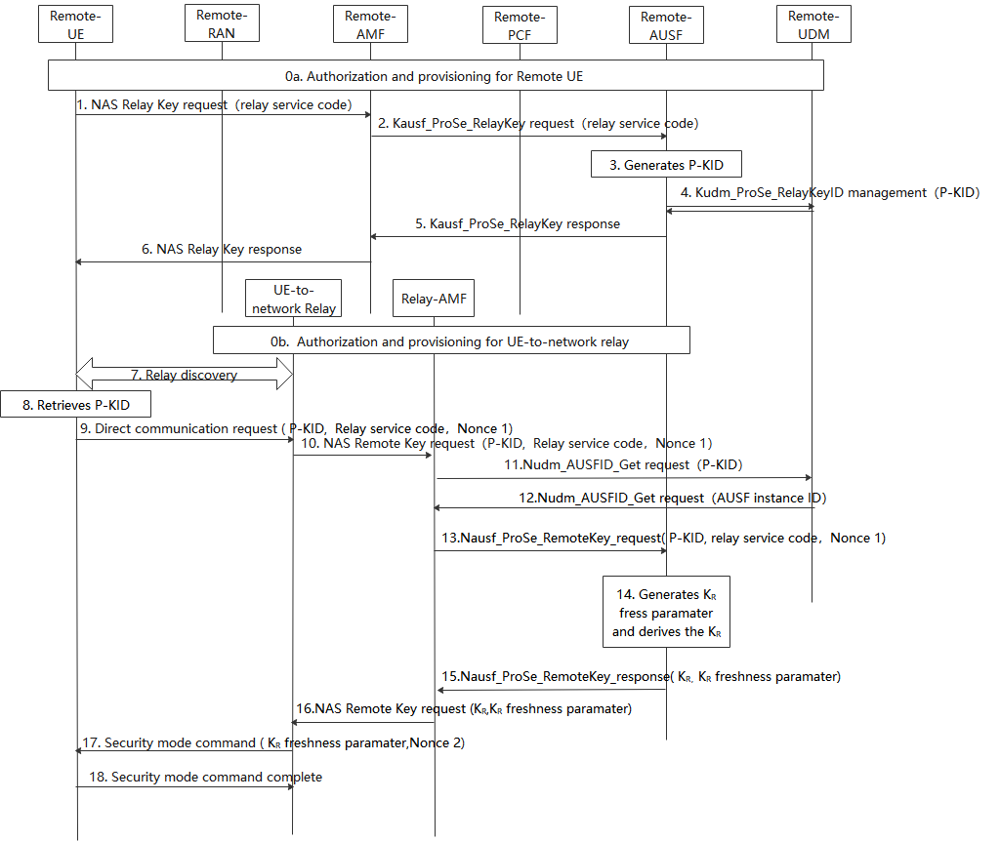 Remote-
UE
Remote-
RAN
Remote-
AMF
Remote-
PCF
Remote-
AUSF
Remote-
UDM
0a. Authorization and provisioning for Remote UE
1. NAS Relay Key request（relay service code）
2. Kausf_ProSe_RelayKey request（relay service code）
3. Generates P-KID
4. Kudm_ProSe_RelayKeyID management（P-KID）
5. Kausf_ProSe_RelayKey response
6. NAS Relay Key response
UE-to-
network Relay
Relay-AMF
0b.  Authorization and provisioning for UE-to-network relay
7. Relay discovery
8. Retrieves P-KID
9. Direct communication request ( P-KID,  Relay service code，Nonce 1）
10. NAS Remote Key request（P-KID,  Relay service code，Nonce 1）
11.Nudm_AUSFID_Get request（P-KID）
12.Nudm_AUSFID_Get request（AUSF instance ID）
13.Nausf_ProSe_RemoteKey_request( P-KID, relay service code，Nonce 1)
14. Generates KR
fress paramater
and derives the KR
15.Nausf_ProSe_RemoteKey_response( KR, KR freshness paramater)
16.NAS Remote Key request (KR,KR freshness paramater)
17. Security mode command ( KR freshness paramater,Nonce 2)
18. Security mode command complete